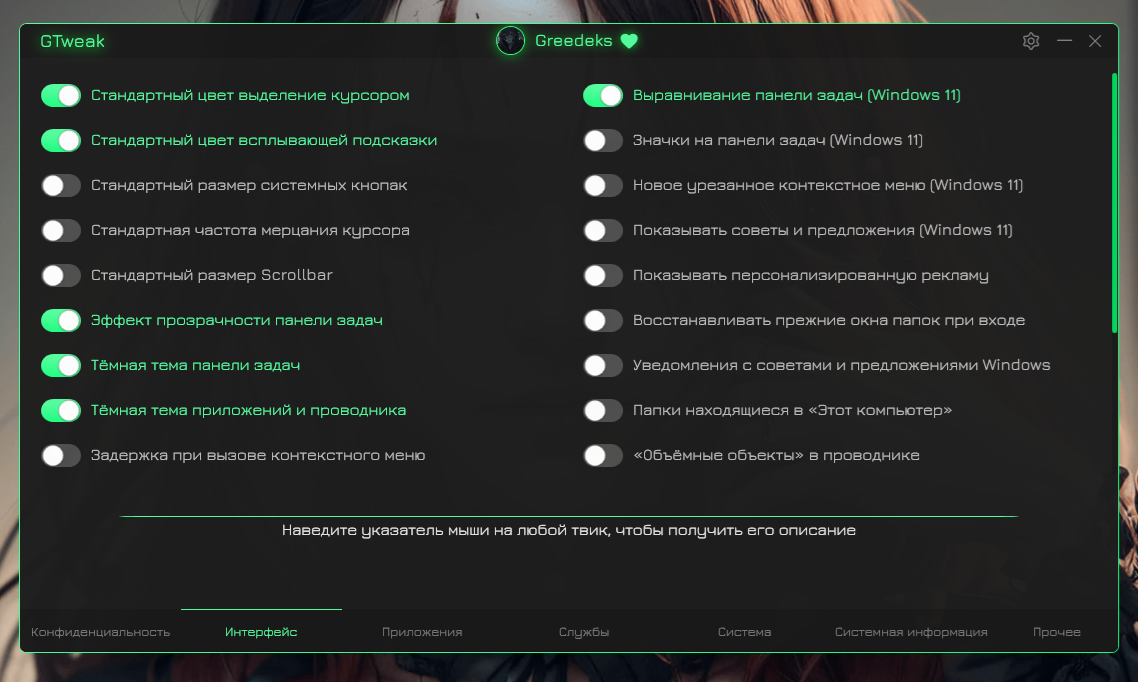 GTweak
Greedeks
Стандартный цвет выделение курсором
Стандартный цвет всплывающей подсказки
Стандартный размер системных кнопак
Стандартная частота мерцания курсора
Стандартный размер Scrollbar
Эффект прозрачности панели задач
Тёмная тема панели задач
Тёмная тема приложений и проводника
Задержка при вызове контекстного меню
Выравнивание панели задач (Windows 11)
Значки на панели задач (Windows 11)
Новое урезанное контекстное меню (Windows 11)
Показывать советы и предложения (Windows 11)
Показывать персонализированную рекламу
Восстанавливать прежние окна папок при входе
Уведомления с советами и предложениями Windows
Папки находящиеся в «Этот компьютер»
«Объёмные объекты» в проводнике
Наведите указатель мыши на любой твик, чтобы получить его описание
Конфиденциальность
Интерфейс
Приложения
Службы
Система
Системная информация
Прочее